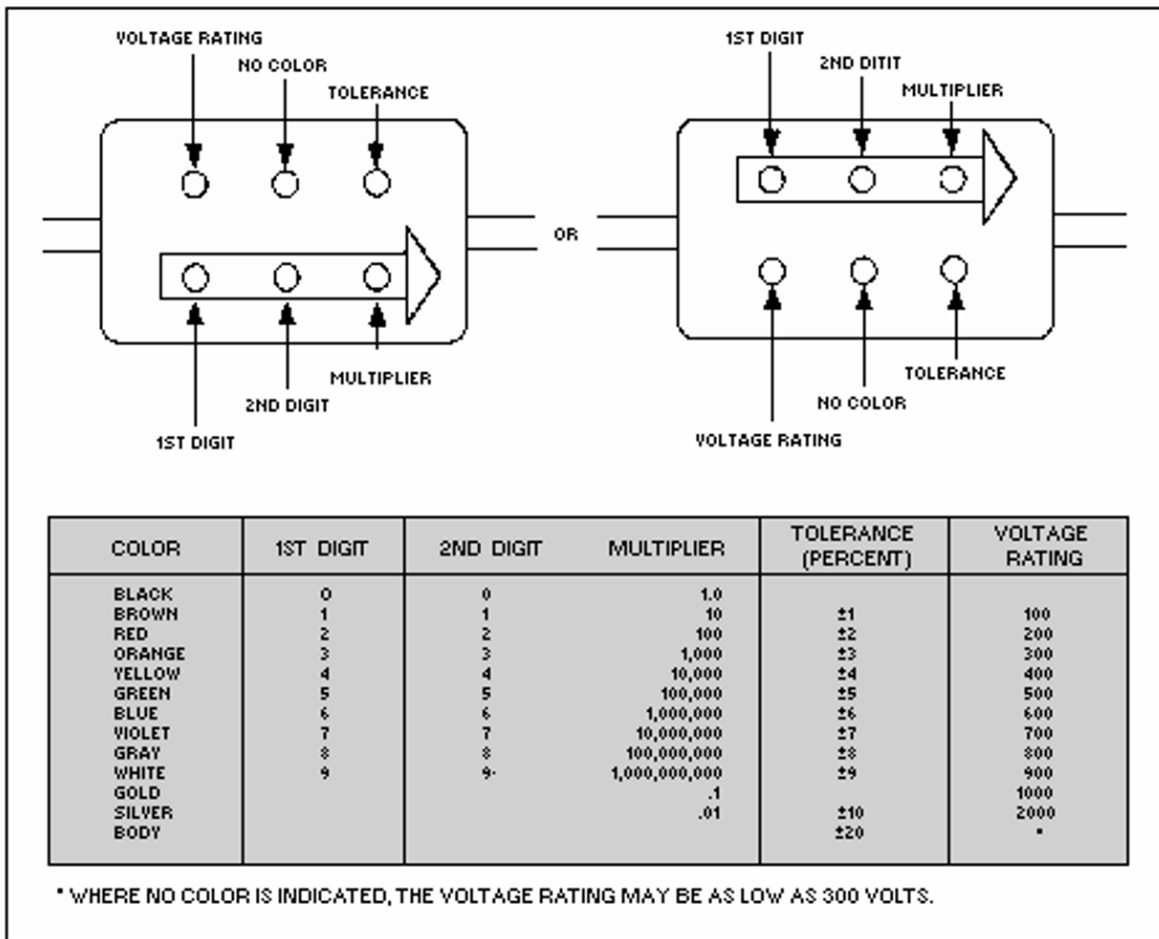 VOLTAGE RATING
NO COLOR
TOLERANCE
1ST DIGIT
2ND DITIT
MULTIPLIER
OR
MULTIPLIER
2ND DIGIT
1ST DIGIT
TOLERANCE
NO COLOR
VOLTAGE RATING
COLOR 1ST DIGIT 2ND DIGIT MULTIPLIER TOLERANCE (PERCENT) VOLTAGE RATING
BLACK 0 0 1.0
BROWN 1 1 10 ±1 100
RED 2 2 100 ±2 200
ORANGE 3 3 1,000 ±3 300
YELLOW 4 4 10,000 ±4 400
GREEN 5 5 100,000 ±5 500
BLUE 6 6 1,000,000 ±6 600
VIOLET 7 7 10,000,000 ±7 700
GRAY 8 8 100,000,000 ±8 800
WHITE 9 9 1,000,000,000 ±9 900
GOLD .1 1000
SILVER .01 ±10 2000
BODY ±20 *
* WHERE NO COLOR IS INDICATED, THE VOLTAGE RATING MAY BE AS LOW AS 300 VOLTS.